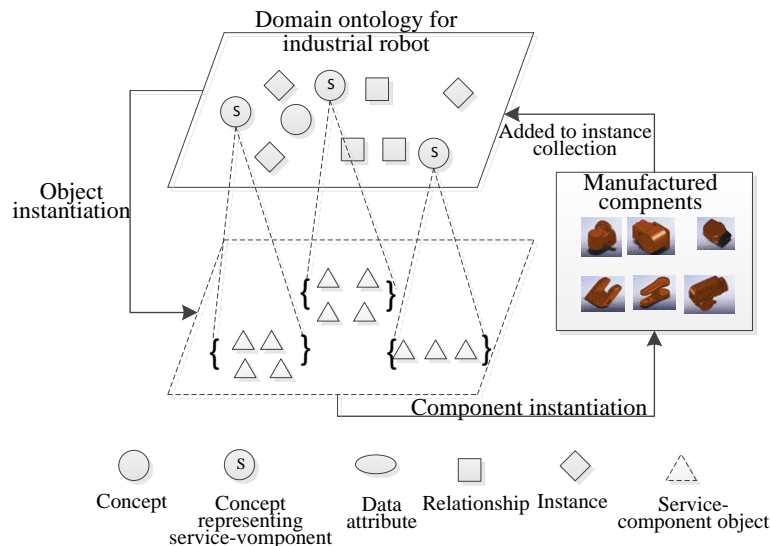 Domain ontology for
industrial robot
S
S
S
Added to instance
collection
Object
instantiation
Manufactured
compnents
{ }
{ }
{ }
Component instantiation
S
Concept
Concept
representing
service-vomponent
Data
attribute
Relationship
Instance
Service-
component object